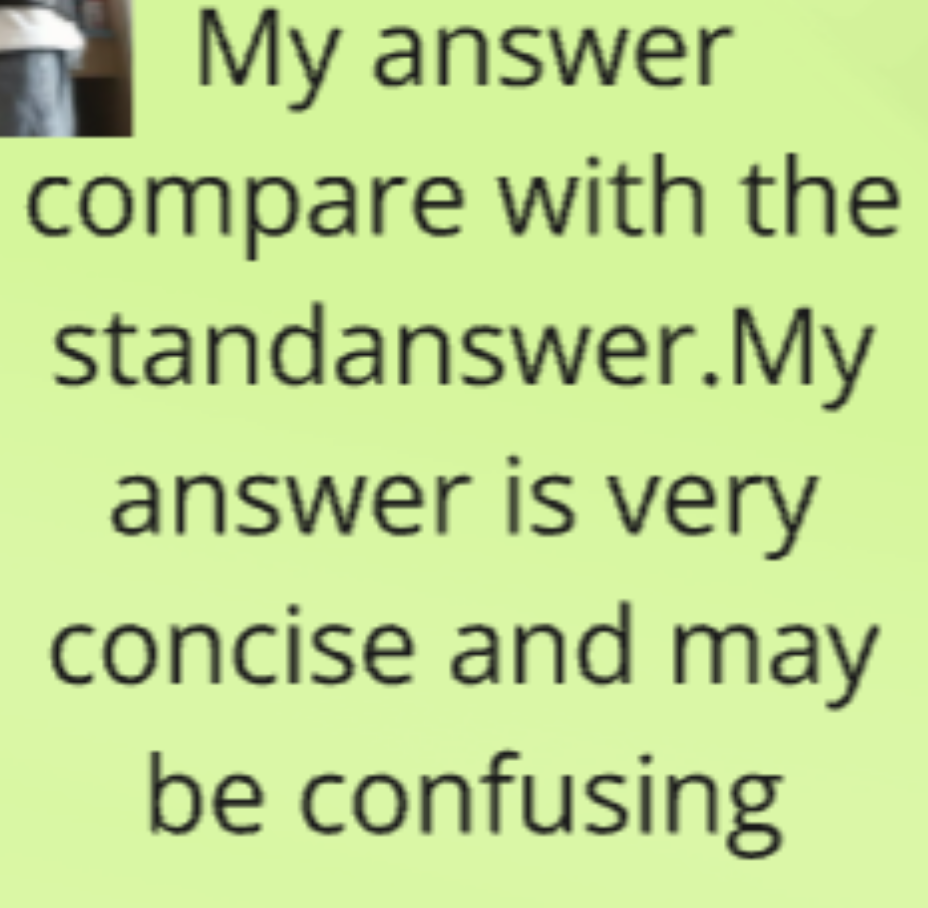 My answer
compare with the
standanswer.My
answer is very
concise and may
be confusing